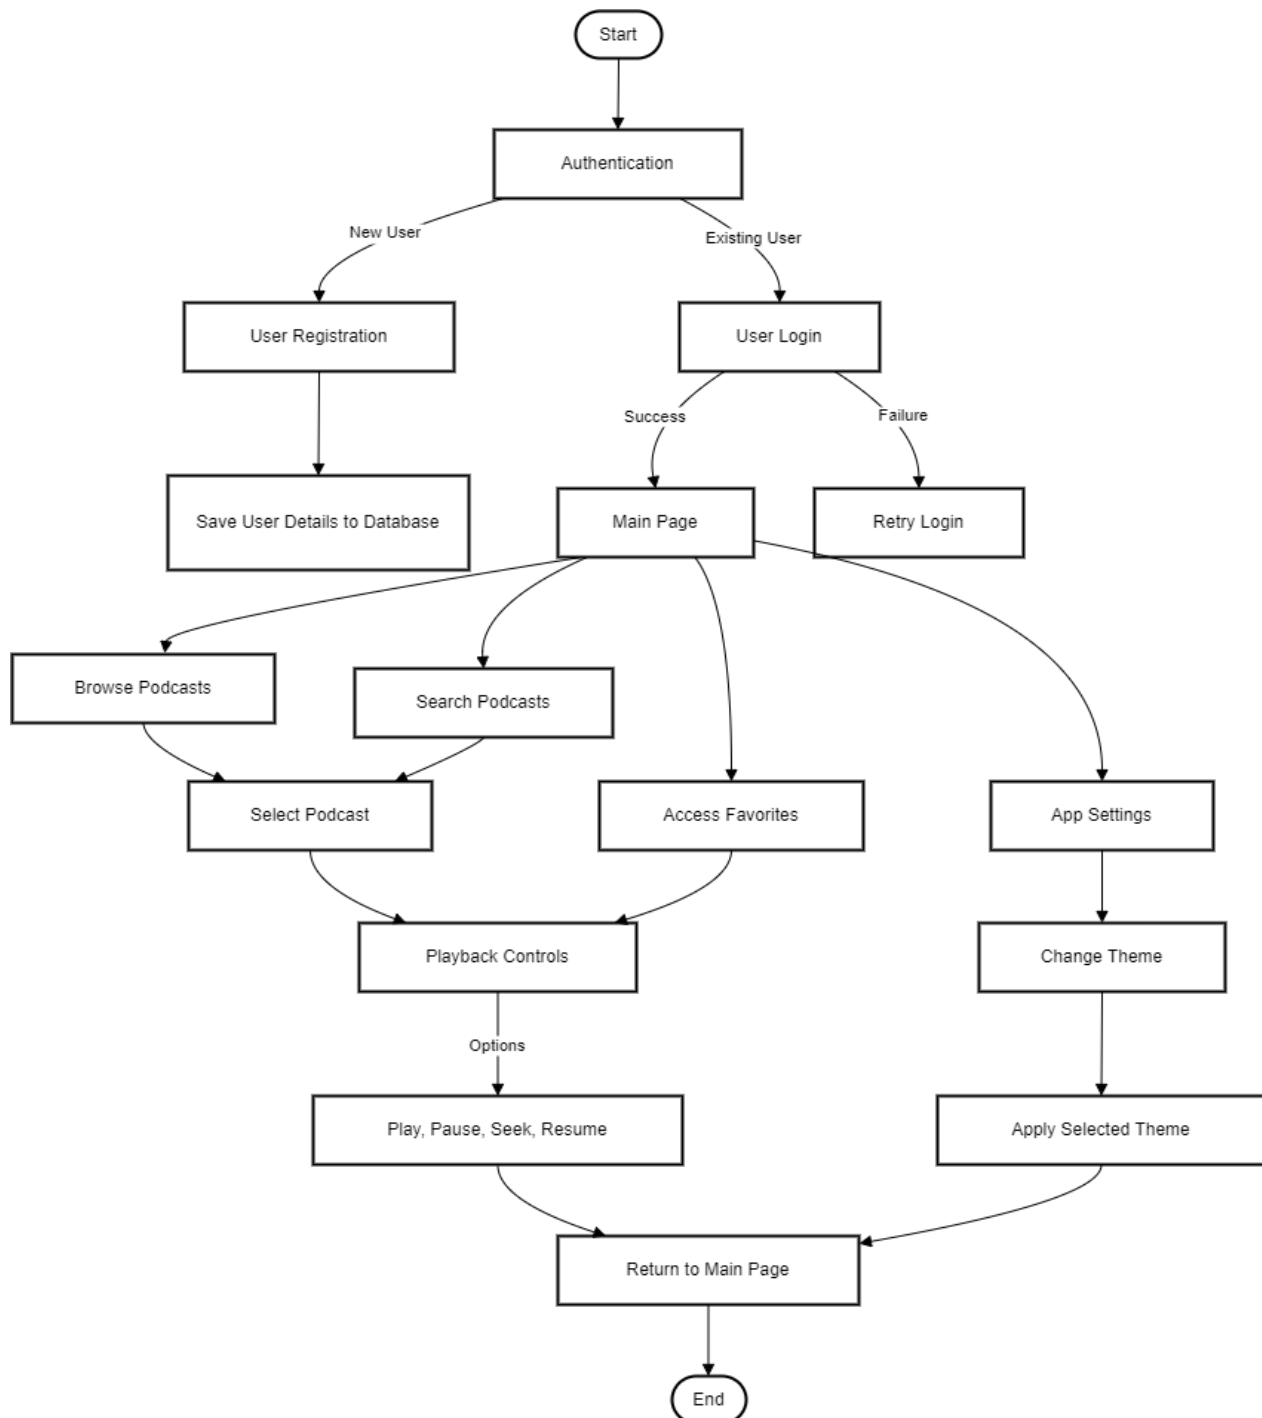 Start
Authentication
New User
Existing User
User Registration
User Login
Success
Failure
Save User Details to Database
Main Page
Retry Login
Browse Podcasts
Search Podcasts
Select Podcast
Access Favorites
App Settings
Playback Controls
Change Theme
Options
Play, Pause, Seek, Resume
Apply Selected Theme
Return to Main Page
End